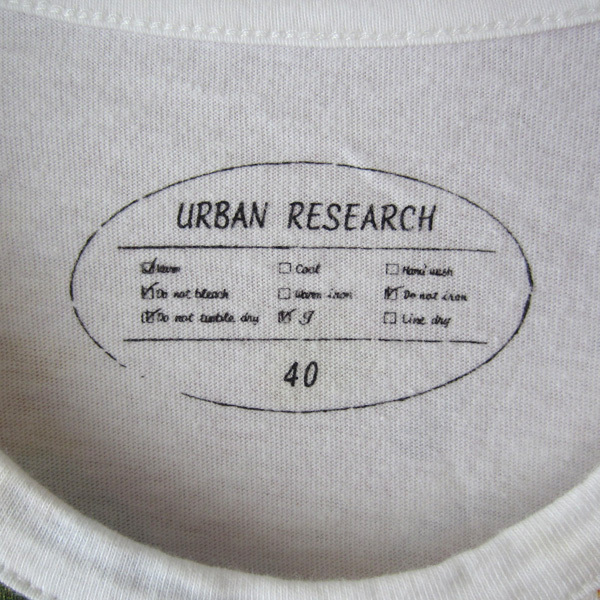 URBAN RESEARCH
☑ Warm ☐ Cool ☐ Hand wash
☑ Do not bleach ☐ Warm iron ☑ Do not iron
☑ Do not tumble dry ☑ ☐ Line dry
40